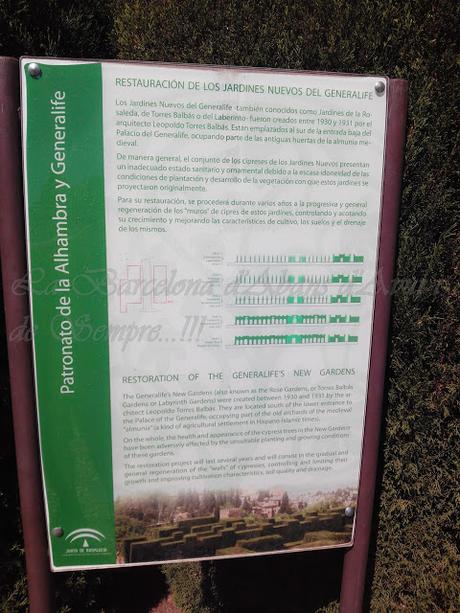 Patronato de la Alhambra y Generalife
RESTAURACIÓN DE LOS JARDINES NUEVOS DEL GENERALIFE
Los Jardines Nuevos del Generalife -también conocidos como Jardines de la Ro-
saleda, de Torres Balbás o del Laberinto- fueron creados entre 1930 y 1931 por el
arquitecto Leopoldo Torres Balbás. Están emplazados al sur de la entrada baja del
Palacio del Generalife, ocupando parte de las antiguas huertas de la almunia me-
dieval.
De manera general, el conjunto de los cipreses de los Jardines Nuevos presentan
un inadecuado estado sanitario y ornamental debido a la escasa idoneidad de las
condiciones de plantación y desarrollo de la vegetación con que estos jardines se
proyectaron originalmente.
Para su restauración, se procederá durante varios años a la progresiva y general
regeneración de los "muros" de ciprés de estos jardines, controlando y acotando
su crecimiento y mejorando las características de cultivo, los suelos y el drenaje
de los mismos.
La Barcelona d'Abans d'Avui
de Sempre...!!!
RESTORATION OF THE GENERALIFE'S NEW GARDENS
The Generalife's New Gardens (also known as the Rose Gardens, or Torres Balbás
Gardens or Labyrinth Gardens) were created between 1930 and 1931 by the ar-
chitect Leopoldo Torres Balbás. They are located south of the lower entrance to
the Palace of the Generalife, occupying part of the old orchards of the medieval
"almunia" (a kind of agricultural settlement in Hispano-Islamic times).
On the whole, the health and appearance of the cypress trees in the New Gardens
have been adversely affected by the unsuitable planting and growing conditions
of these gardens.
The restoration project will last several years and will consist in the gradual and
general regeneration of the "walls" of cypresses, controlling and limiting their
growth and improving cultivation characteristics, soil quality and drainage.
JUNTA DE ANDALUCIA